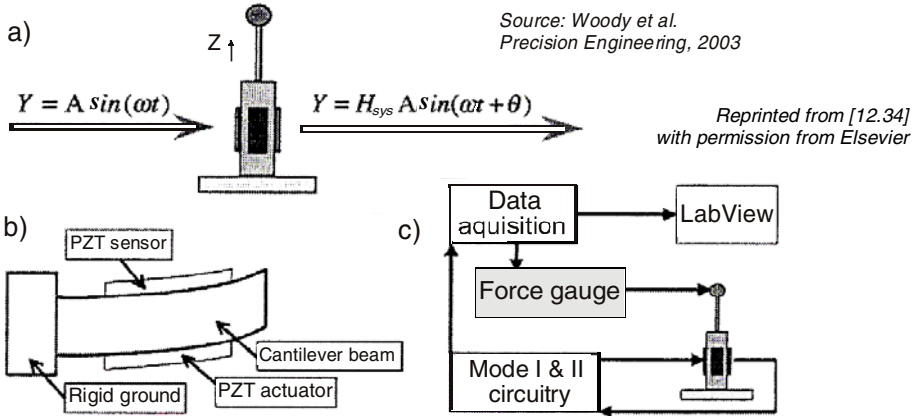 a)
Z
Source: Woody et al.
Precision Engineering, 2003
Y = A sin(ωt)
Y = Hsys A sin(ωt + θ)
Reprinted from [12.34]
with permission from Elsevier
b)
PZT sensor
Cantilever beam
PZT actuator
Rigid ground
c)
Data
aquisition
LabView
Force gauge
Mode I & II
circuitry